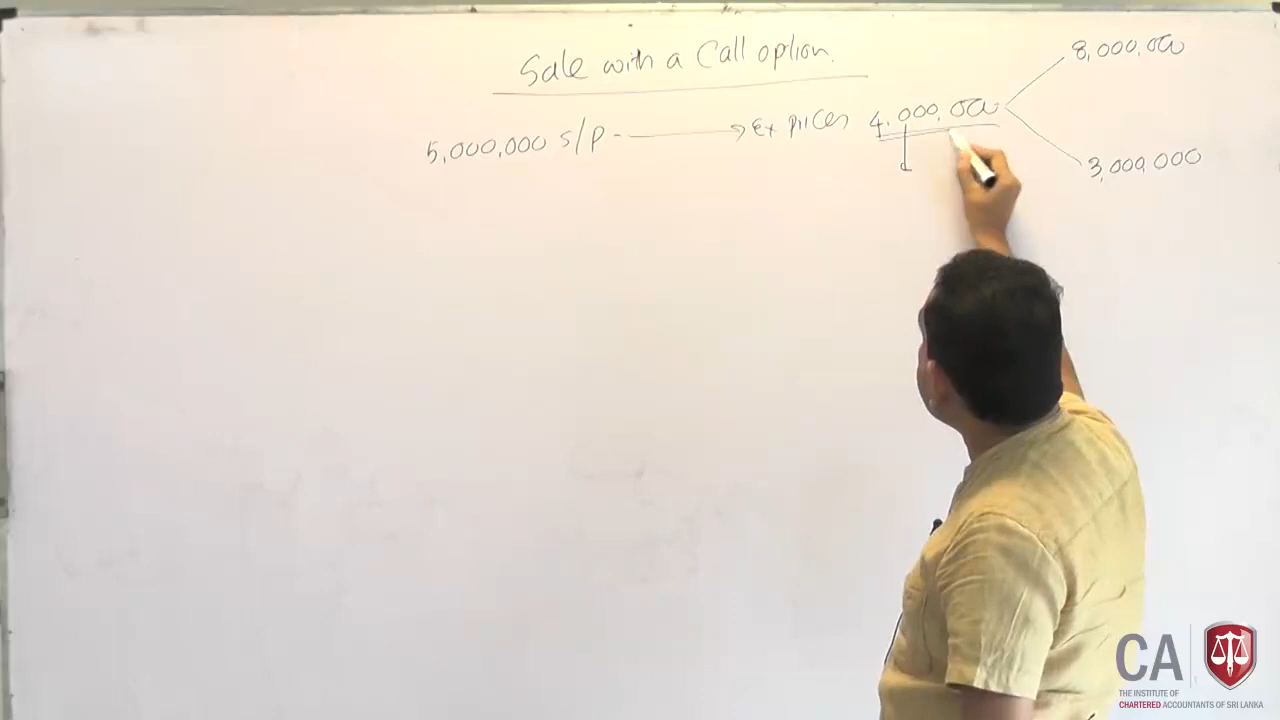 Sale with a Call option.
5,000,000 S/P → Ex prices 4,000,000
8,000,000
3,000,000
CA
THE INSTITUTE OF
CHARTERED ACCOUNTANTS OF SRI LANKA